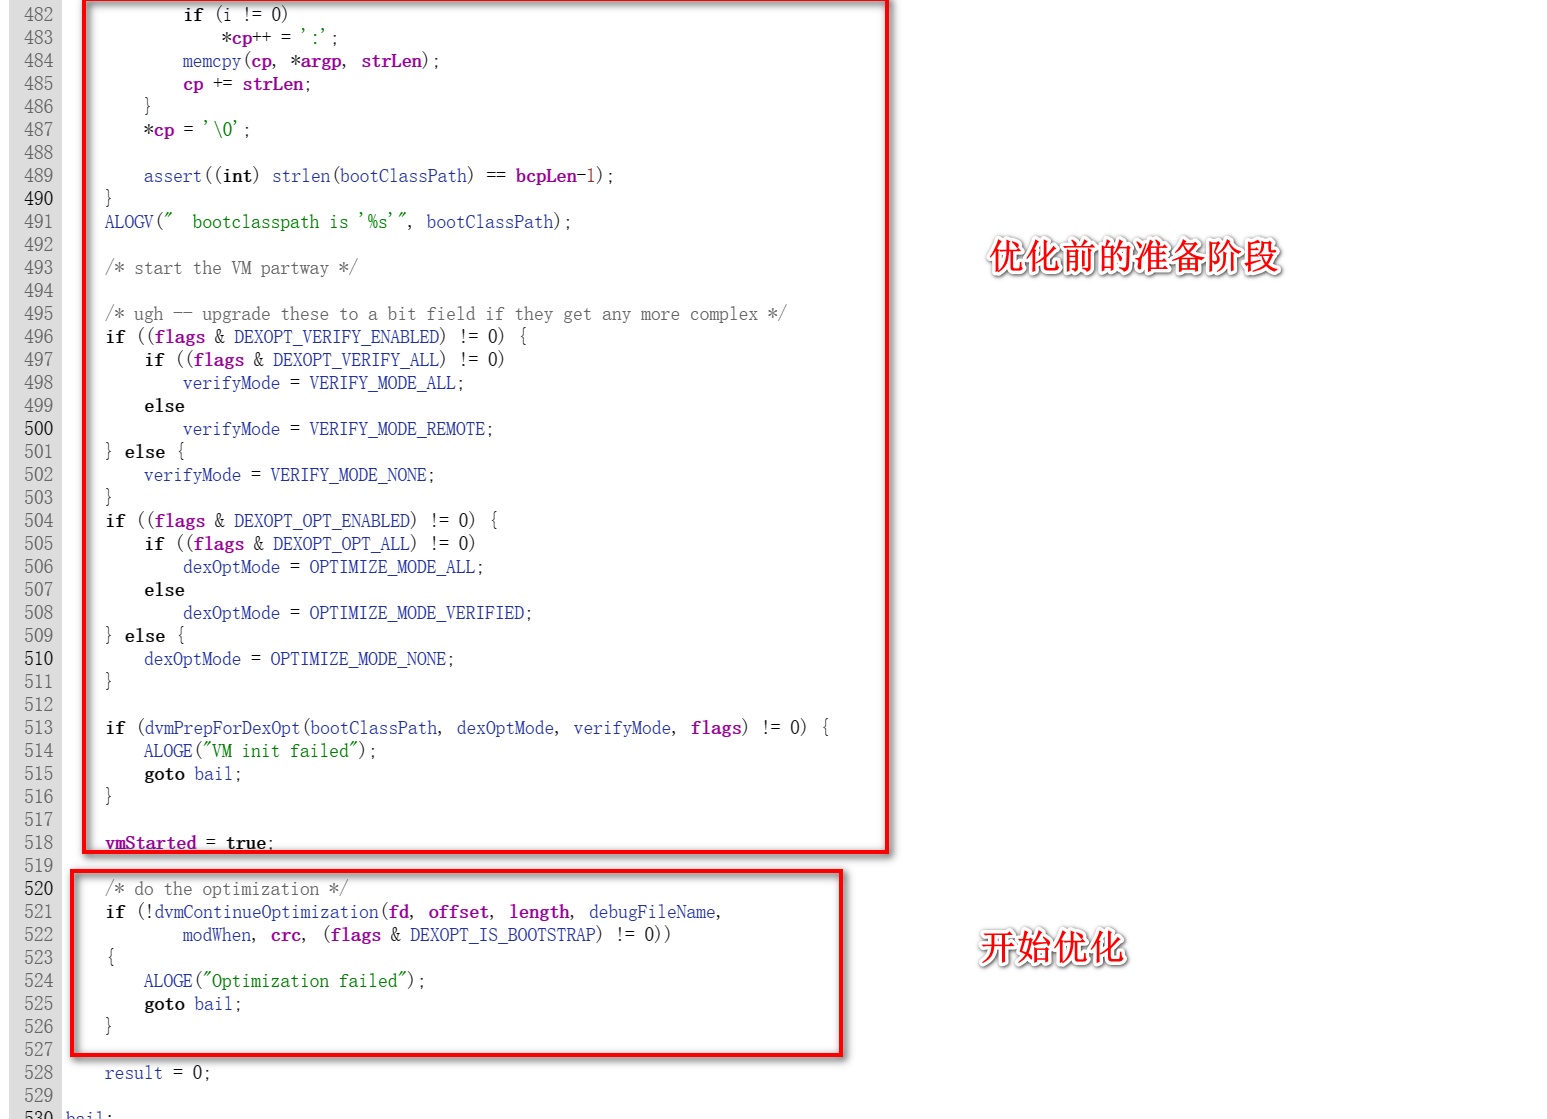 482 if (i != 0)
483 *cp++ = ':';
484 memcpy(cp, *argp, strLen);
485 cp += strLen;
486 }
487 *cp = '\0';
488
489 assert((int) strlen(bootClassPath) == bcpLen-1);
490 }
491 ALOGV("  bootclasspath is '%s'", bootClassPath);
492
优化前的准备阶段
493 /* start the VM partway */
494
495 /* ugh -- upgrade these to a bit field if they get any more complex */
496 if ((flags & DEXOPT_VERIFY_ENABLED) != 0) {
497 if ((flags & DEXOPT_VERIFY_ALL) != 0)
498 verifyMode = VERIFY_MODE_ALL;
499 else
500 verifyMode = VERIFY_MODE_REMOTE;
501 } else {
502 verifyMode = VERIFY_MODE_NONE;
503 }
504 if ((flags & DEXOPT_OPT_ENABLED) != 0) {
505 if ((flags & DEXOPT_OPT_ALL) != 0)
506 dexOptMode = OPTIMIZE_MODE_ALL;
507 else
508 dexOptMode = OPTIMIZE_MODE_VERIFIED;
509 } else {
510 dexOptMode = OPTIMIZE_MODE_NONE;
511 }
512
513 if (dvmPrepForDexOpt(bootClassPath, dexOptMode, verifyMode, flags) != 0) {
514 ALOGE("VM init failed");
515 goto bail;
516 }
517
518 vmStarted = true;
519
520 /* do the optimization */
521 if (!dvmContinueOptimization(fd, offset, length, debugFileName,
522 modWhen, crc, (flags & DEXOPT_IS_BOOTSTRAP) != 0))
开始优化
523 {
524 ALOGE("Optimization failed");
525 goto bail;
526 }
527
528 result = 0;
529
530 bail: